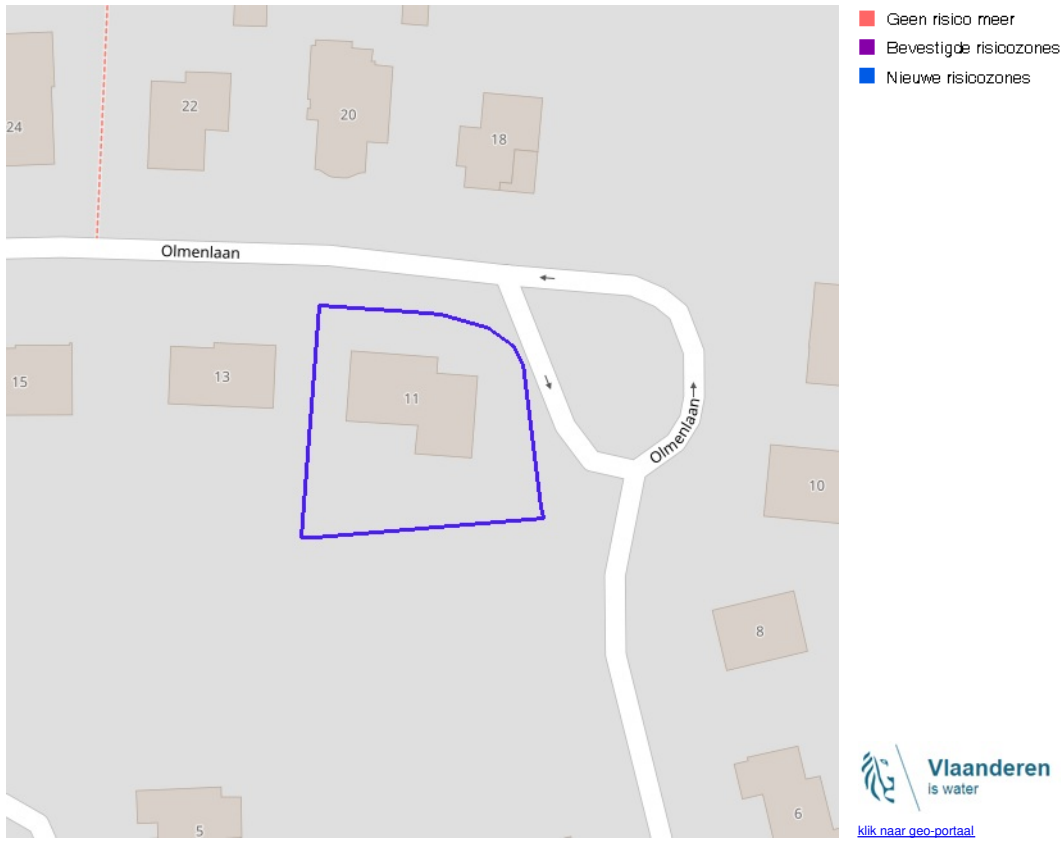 Geen risico meer
Bevestigde risicozones
Nieuwe risicozones
24
22
20
18
Olmenlaan
15
13
11
Olmenlaan
10
8
5
6
Vlaanderen
is water
klik naar geo-portaal